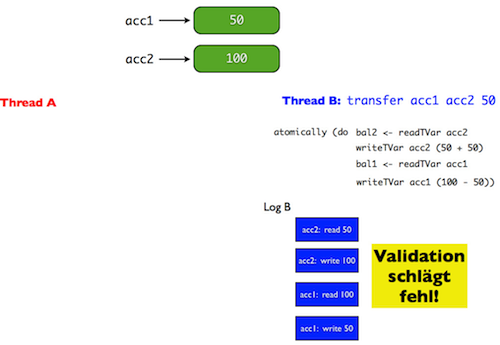 acc1 50
acc2 100
Thread A
Thread B: transfer acc1 acc2 50
atomically (do bal2 <- readTVar acc2
writeTVar acc2 (50 + 50)
bal1 <- readTVar acc1
writeTVar acc1 (100 - 50))
Log B
acc2: read 50
acc2: write 100
acc1: read 100
acc1: write 50
Validation
schlägt
fehl!